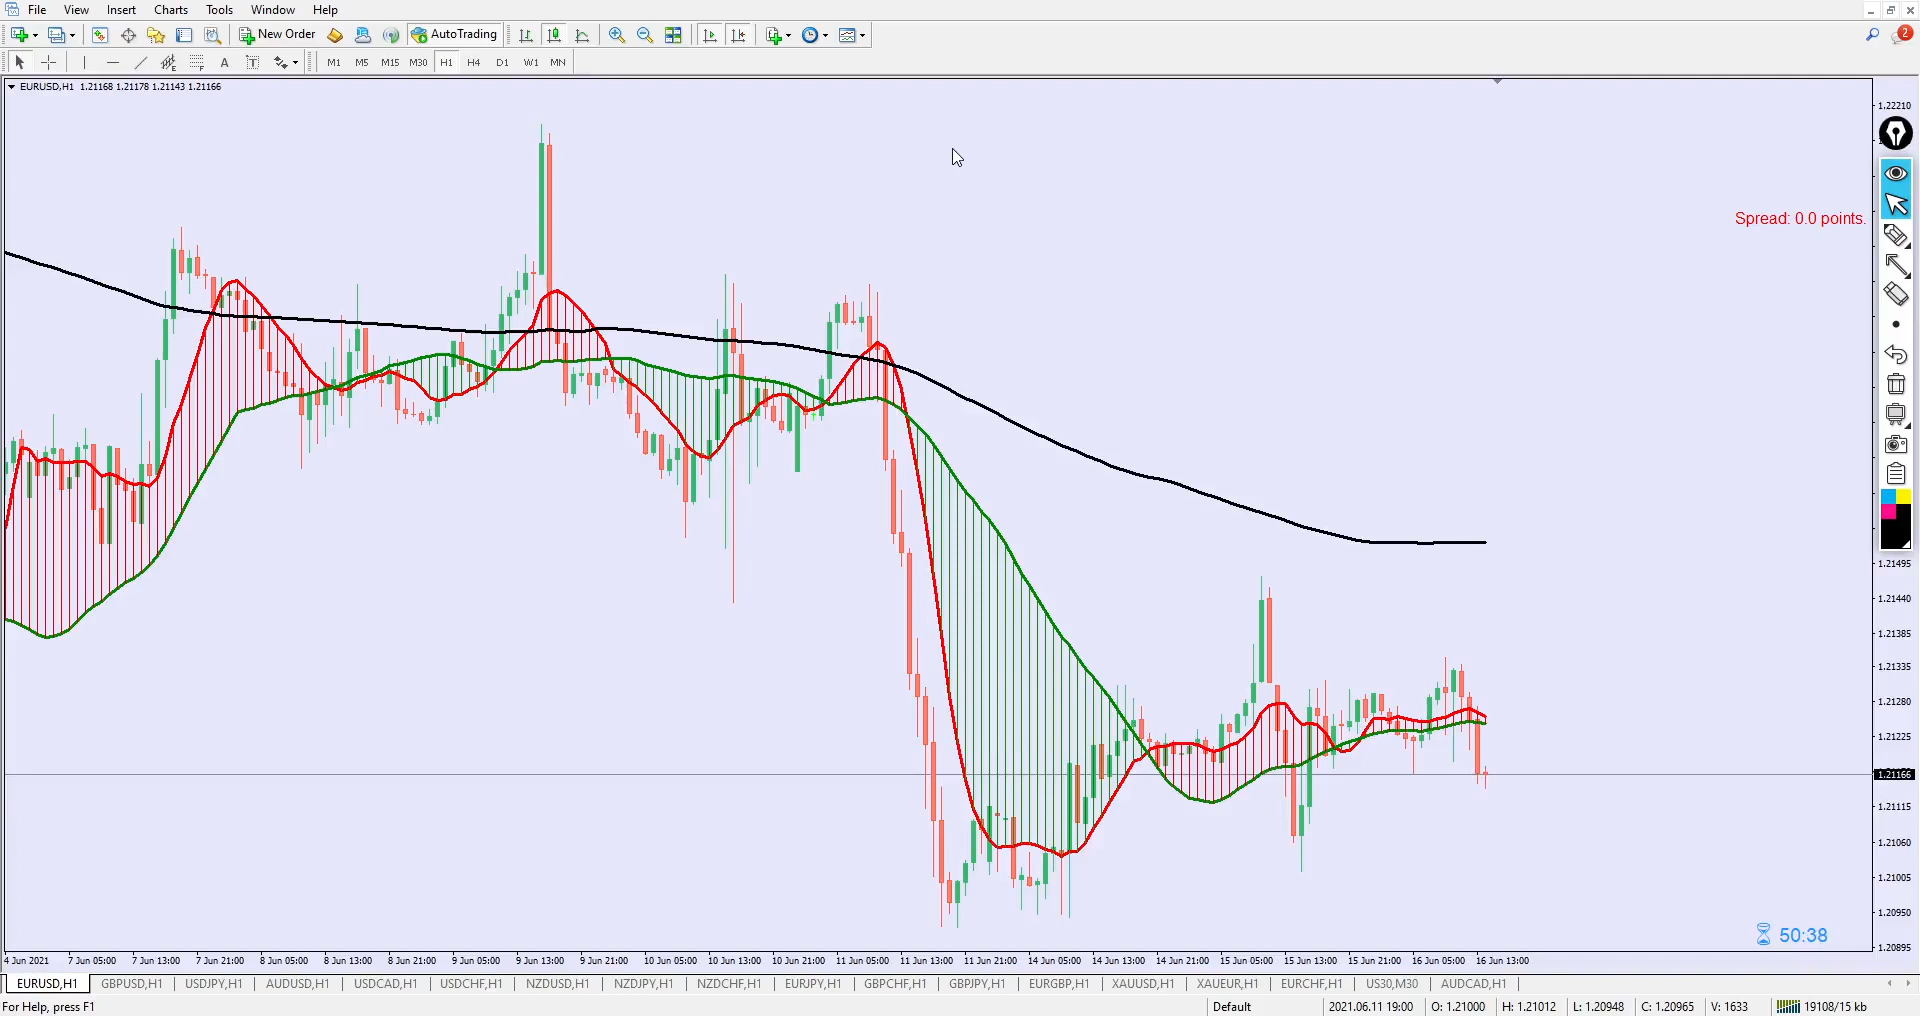 File View Insert Charts Tools Window Help
New Order AutoTrading
2
A T M1 M5 M15 M30 H1 H4 D1 W1 MN
EURUSD,H1 1.21168 1.21178 1.21143 1.21166
1.22210
Spread: 0.0 points.
1.21495
1.21440
1.21385
1.21335
1.21280
1.21225
1.21166
1.21115
1.21060
1.21005
1.20950
1.20895
50:38
4 Jun 2021 7 Jun 05:00 7 Jun 13:00 7 Jun 21:00 8 Jun 05:00 8 Jun 13:00 8 Jun 21:00 9 Jun 05:00 9 Jun 13:00 9 Jun 21:00 10 Jun 05:00 10 Jun 13:00 10 Jun 21:00 11 Jun 05:00 11 Jun 13:00 11 Jun 21:00 14 Jun 05:00 14 Jun 13:00 14 Jun 21:00 15 Jun 05:00 15 Jun 13:00 15 Jun 21:00 16 Jun 05:00 16 Jun 13:00
EURUSD,H1 GBPUSD,H1 USDJPY,H1 AUDUSD,H1 USDCAD,H1 USDCHF,H1 NZDUSD,H1 NZDJPY,H1 NZDCHF,H1 EURJPY,H1 GBPCHF,H1 GBPJPY,H1 EURGBP,H1 XAUUSD,H1 XAUEUR,H1 EURCHF,H1 US30,M30 AUDCAD,H1
For Help, press F1 Default 2021.06.11 19:00 O: 1.21000 H: 1.21012 L: 1.20948 C: 1.20965 V: 1633 19108/15 kb